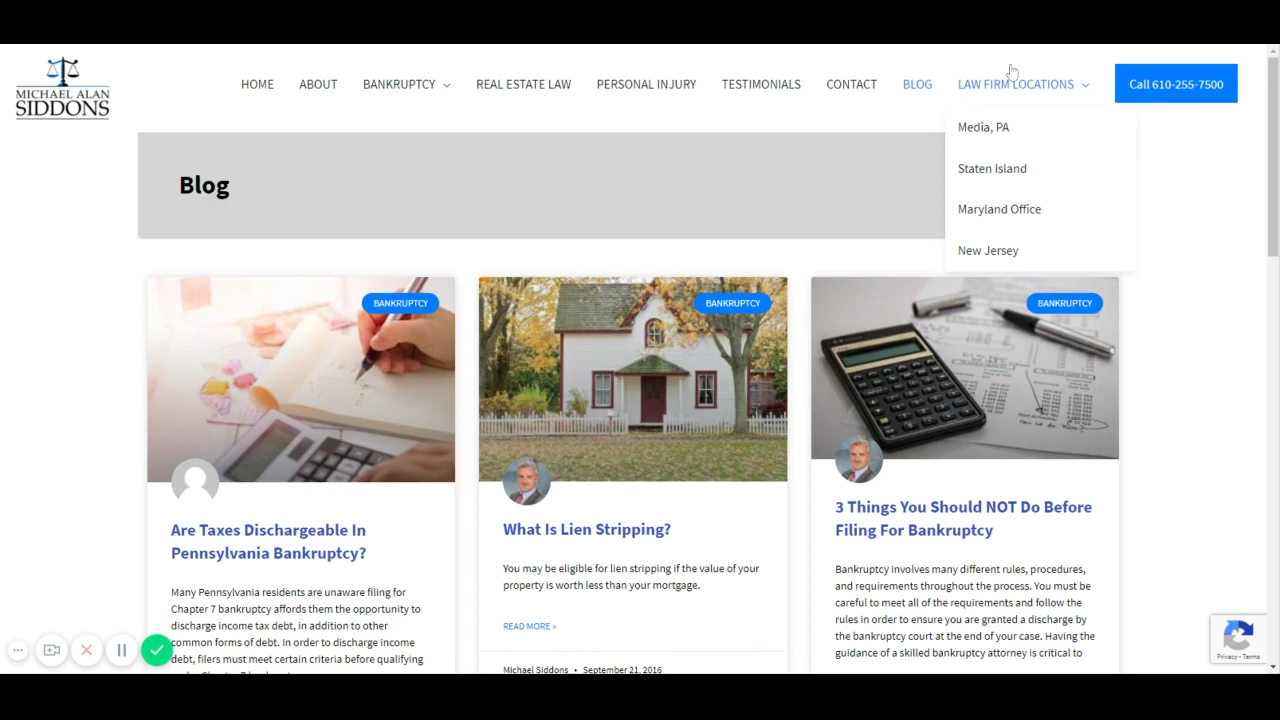 MICHAEL ALAN
SIDDONS
HOME ABOUT BANKRUPTCY REAL ESTATE LAW PERSONAL INJURY TESTIMONIALS CONTACT BLOG LAW FIRM LOCATIONS Call 610-255-7500
Media, PA
Staten Island
Maryland Office
New Jersey
Blog
BANKRUPTCY
Are Taxes Dischargeable In
Pennsylvania Bankruptcy?
Many Pennsylvania residents are unaware filing for
Chapter 7 bankruptcy affords them the opportunity to
discharge income tax debt, in addition to other
common forms of debt. In order to discharge income
debt, filers must meet certain criteria before qualifying
BANKRUPTCY
What Is Lien Stripping?
You may be eligible for lien stripping if the value of your
property is worth less than your mortgage.
READ MORE »
Michael Siddons • September 21, 2016
BANKRUPTCY
3 Things You Should NOT Do Before
Filing For Bankruptcy
Bankruptcy involves many different rules, procedures,
and requirements throughout the process. You must be
careful to meet all of the requirements and follow the
rules in order to ensure you are granted a discharge by
the bankruptcy court at the end of your case. Having the
guidance of a skilled bankruptcy attorney is critical to
Privacy - Terms